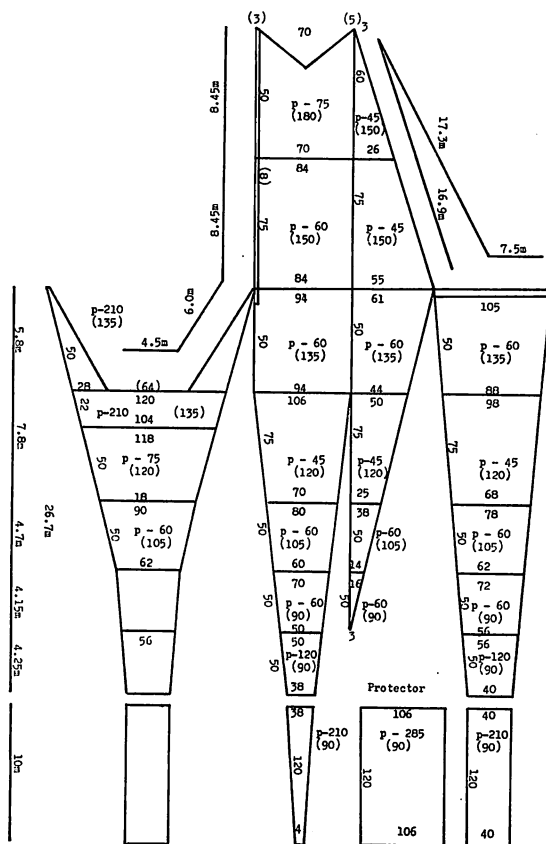 (3) 70 (5) 3
8.45m
50
p - 75
(180)
60
p-45
(150)
17.3m
70 26
(8) 84
16.9m
8.45m
75
p - 60
(150)
75
p - 45
(150)
7.5m
84 55
94 61
105
6.0m
p-210
(135)
4.5m
5.8m
50
50
p - 60
(135)
50
p - 60
(135)
50
p - 60
(135)
28 (64)
94 44
88
120
106 50
98
22
p-210 (135)
104
7.8m
118
50
p - 75
(120)
75
p - 45
(120)
75
p-45
(120)
75
p - 45
(120)
18
70 25
68
90
80 38
78
26.7m
4.7m
50
p - 60
(105)
50
p - 60
(105)
50
p-60
(105)
50
p - 60
(105)
62
60 14
62
70 16
72
4.15m
50
p - 60
(90)
50
p-60
(90)
50
p - 60
(90)
50
56
56
50
3
56
4.25m
50
p-120
(90)
50
p-120
(90)
38
Protector
40
38
106
40
p-210
(90)
p - 285
(90)
p-210
(90)
10m
120
120
120
4
106
40